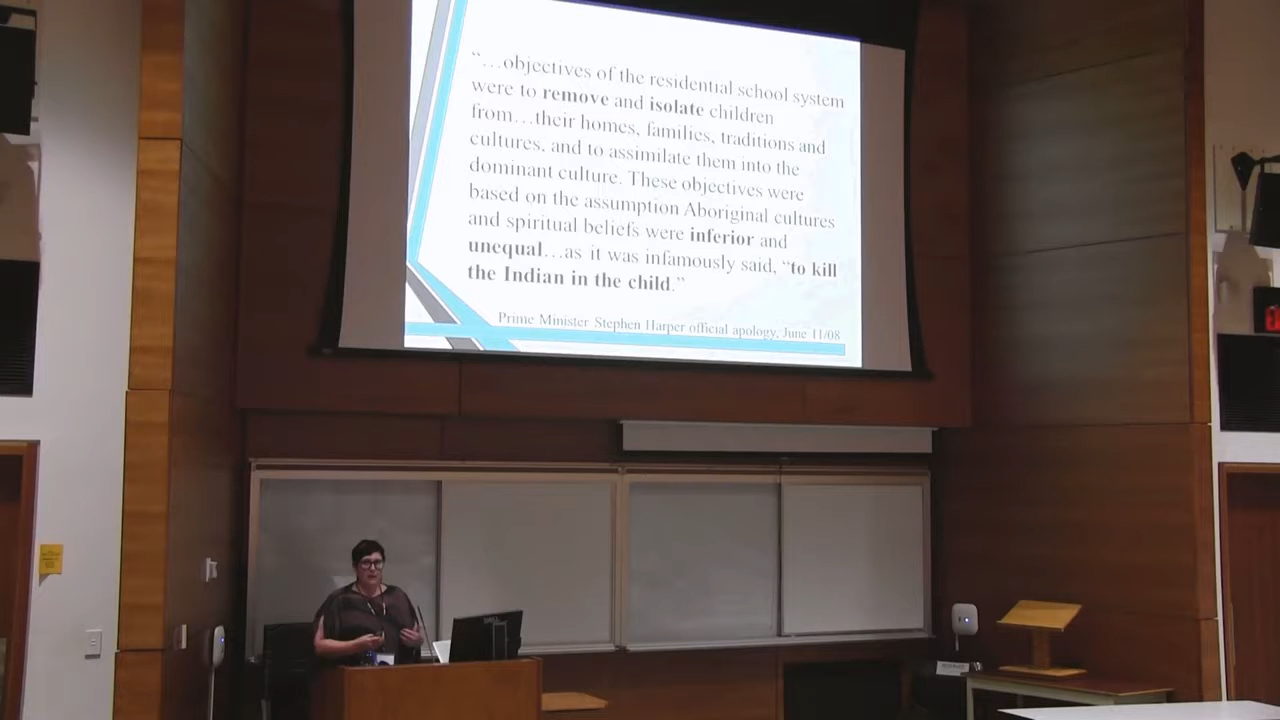 “…objectives of the residential school system
were to remove and isolate children
from…their homes, families, traditions and
cultures, and to assimilate them into the
dominant culture. These objectives were
based on the assumption Aboriginal cultures
and spiritual beliefs were inferior and
unequal…as it was infamously said, “to kill
the Indian in the child.”
Prime Minister Stephen Harper official apology, June 11/08